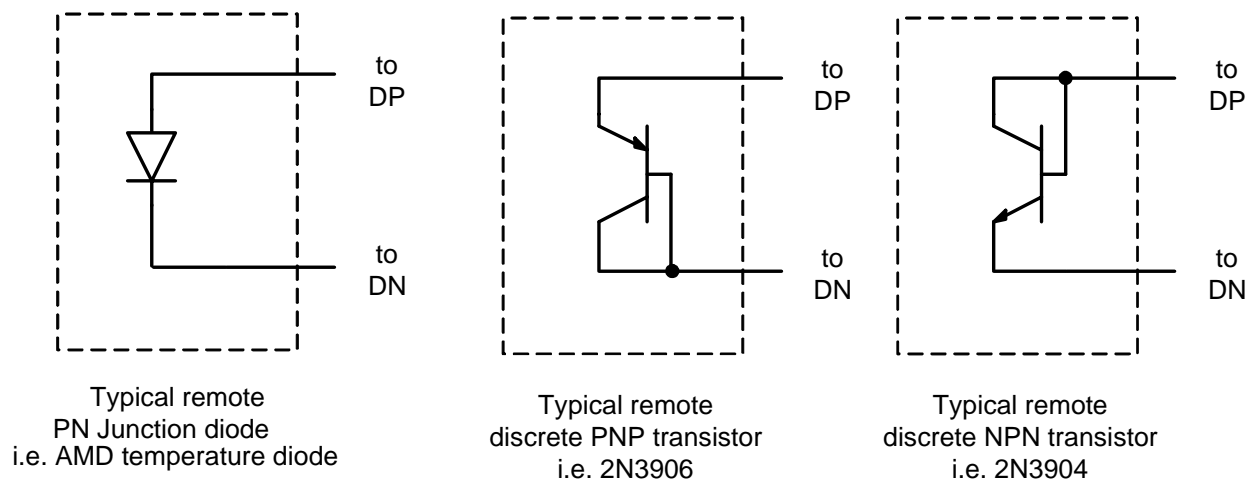 to
DP
to
DN
Typical remote
PN Junction diode
i.e. AMD temperature diode
to
DP
to
DN
Typical remote
discrete PNP transistor
i.e. 2N3906
to
DP
to
DN
Typical remote
discrete NPN transistor
i.e. 2N3904